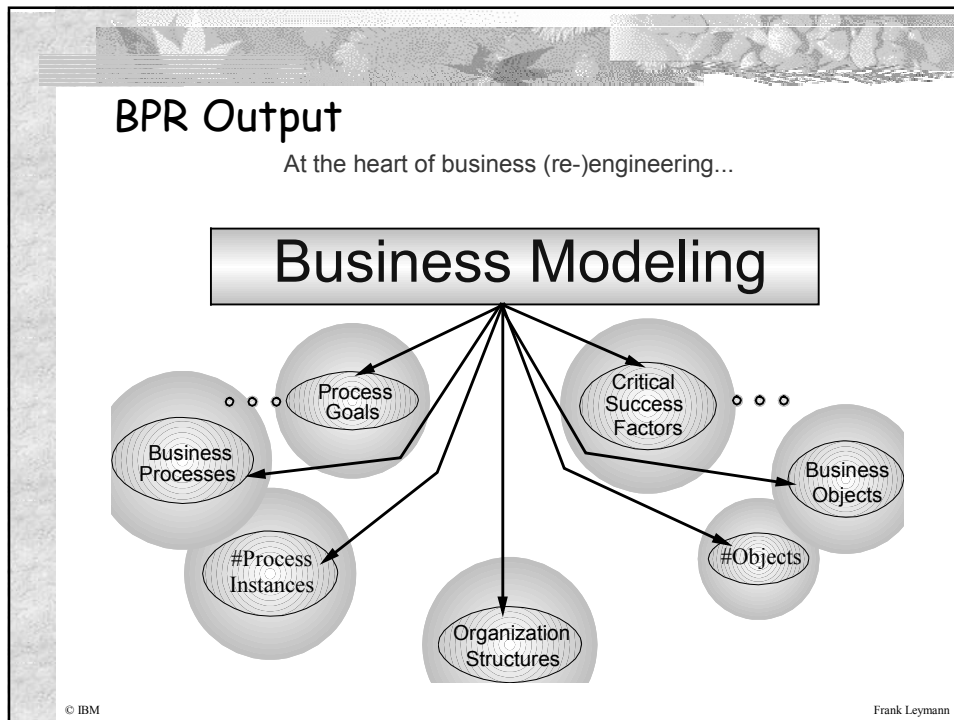 BPR Output
At the heart of business (re-)engineering...
Business Modeling
Process
Goals
Critical
Success
Factors
Business
Processes
Business
Objects
#Process
Instances
#Objects
Organization
Structures
© IBM
Frank Leymann